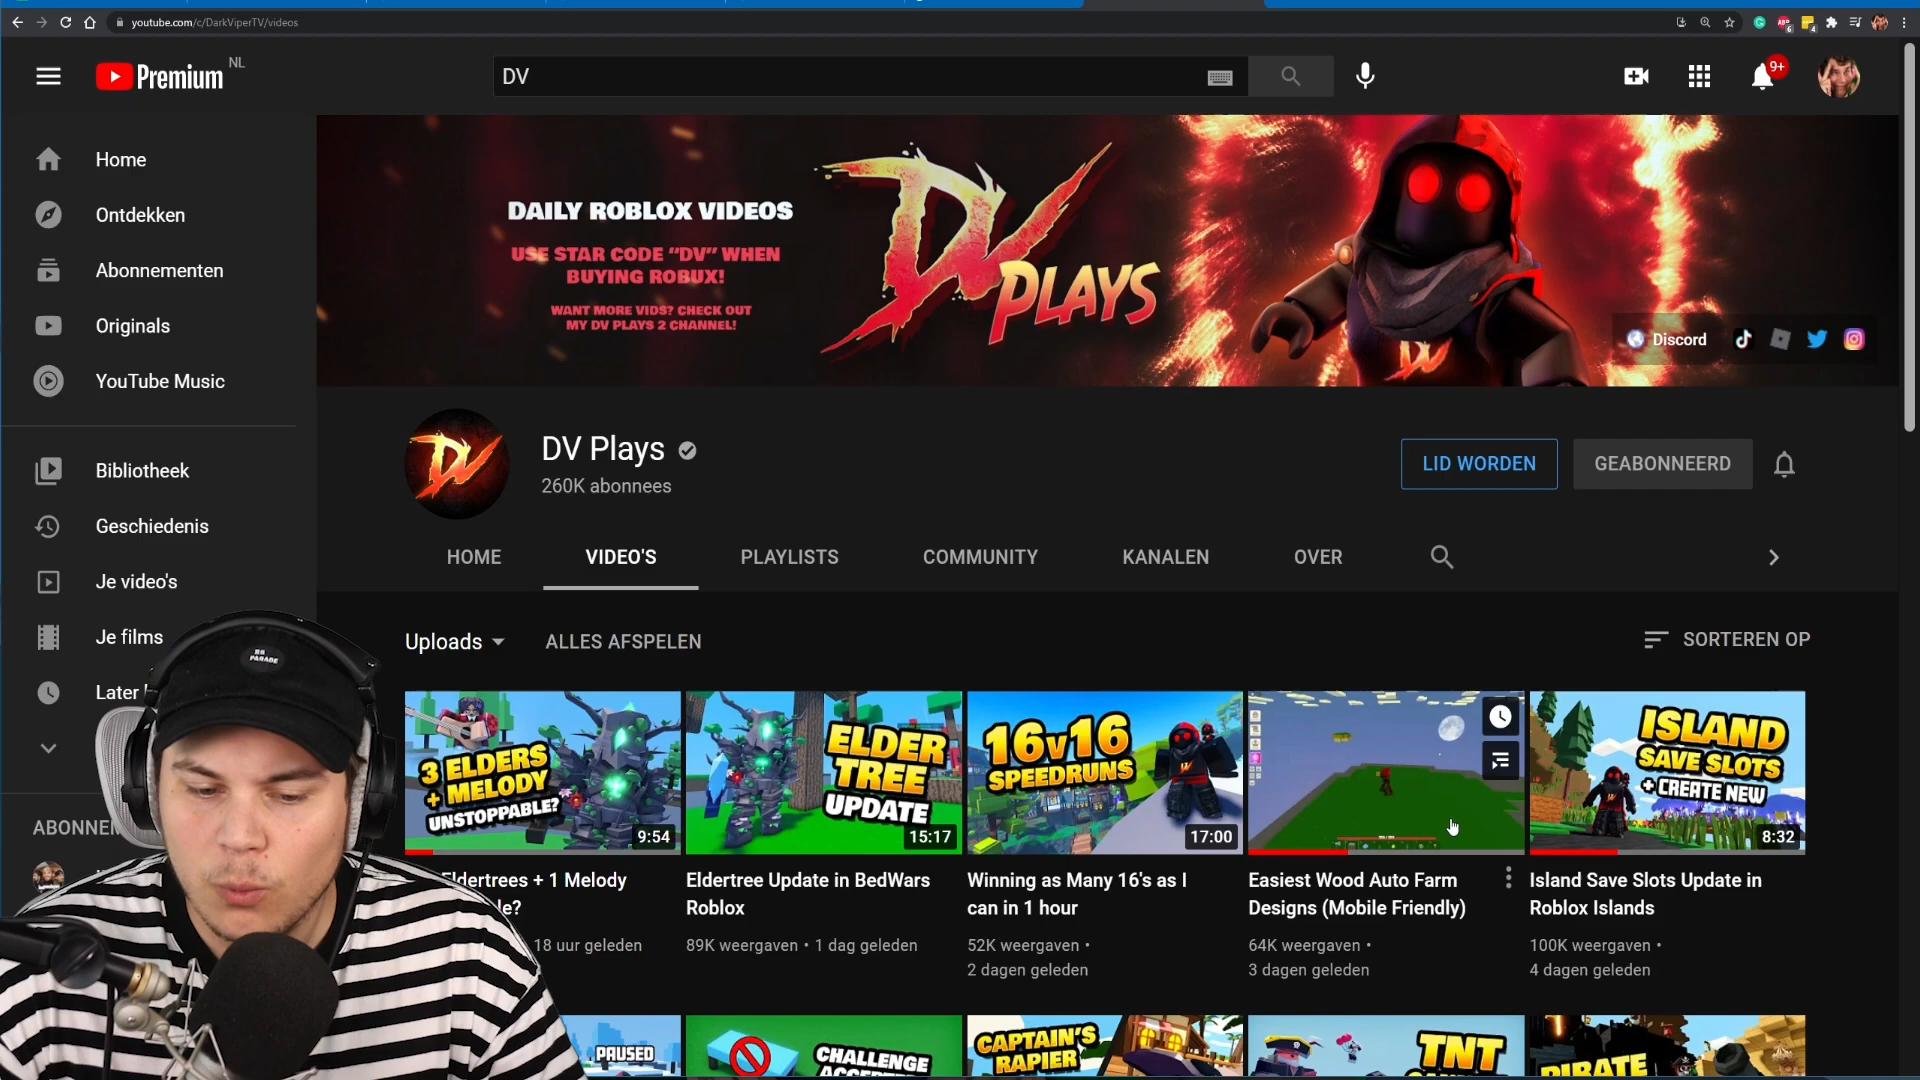 youtube.com/c/DarkViperTV/videos
6
4
Premium
NL
DV
9+
Home
Ontdekken
Abonnementen
Originals
YouTube Music
Bibliotheek
Geschiedenis
Je video's
Je films
Later
DAILY ROBLOX VIDEOS
USE STAR CODE "DV" WHEN
BUYING ROBUX!
WANT MORE VIDS? CHECK OUT
MY DV PLAYS 2 CHANNEL!
DV
PLAYS
DV
Discord
DV
DV Plays
260K abonnees
LID WORDEN
GEABONNEERD
HOME
VIDEO'S
PLAYLISTS
COMMUNITY
KANALEN
OVER
Uploads
ALLES AFSPELEN
SORTEREN OP
3 ELDERS
+ MELODY
UNSTOPPABLE?
9:54
ELDER
TREE
UPDATE
15:17
16v16
SPEEDRUNS
17:00
ISLAND
SAVE SLOTS
+ CREATE NEW
8:32
Eldertrees + 1 Melody
18 uur geleden
Eldertree Update in BedWars
Roblox
89K weergaven • 1 dag geleden
Winning as Many 16's as I
can in 1 hour
52K weergaven •
2 dagen geleden
Easiest Wood Auto Farm
Designs (Mobile Friendly)
64K weergaven •
3 dagen geleden
Island Save Slots Update in
Roblox Islands
100K weergaven •
4 dagen geleden
PAUSED
CHALLENGE
CAPTAIN'S
RAPIER
TNT
PIRATE
PARADE